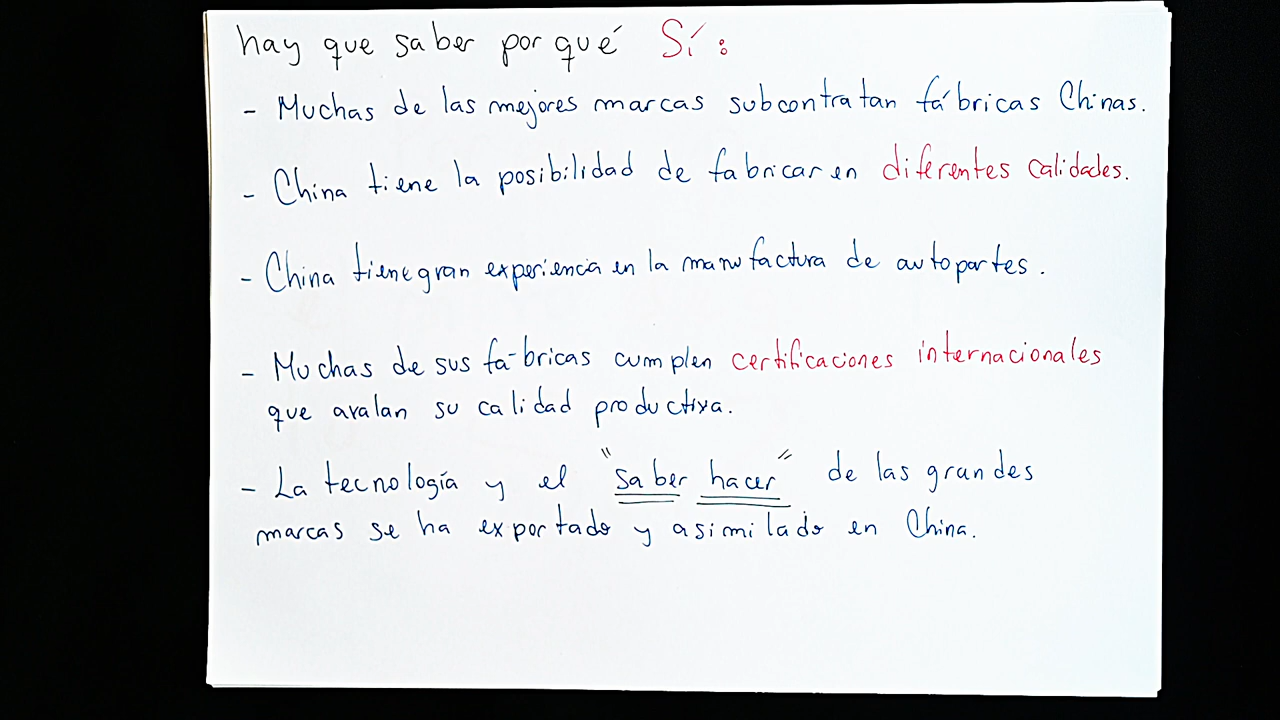 hay que saber por qué Sí:
- Muchas de las mejores marcas subcontratan fábricas Chinas.
- China tiene la posibilidad de fabricar en diferentes calidades.
- China tiene gran experiencia en la manufactura de autopartes.
- Muchas de sus fábricas cumplen certificaciones internacionales
que avalan su calidad productiva.
- La tecnología y el "saber hacer" de las grandes
marcas se ha exportado y asimilado en China.